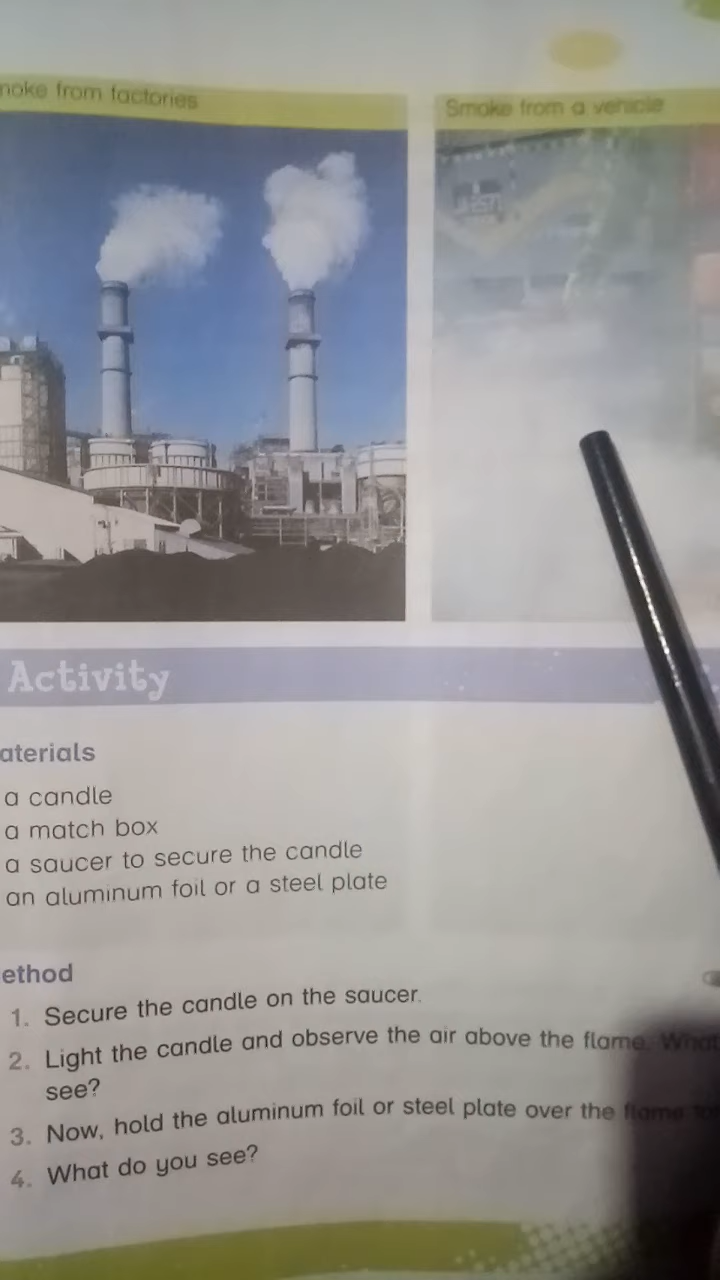 moke from factories
Smoke from a vehicle
Activity
aterials
a candle
a match box
a saucer to secure the candle
an aluminum foil or a steel plate
ethod
1. Secure the candle on the saucer.
2. Light the candle and observe the air above the flame. What
see?
3. Now, hold the aluminum foil or steel plate over the flame
4. What do you see?